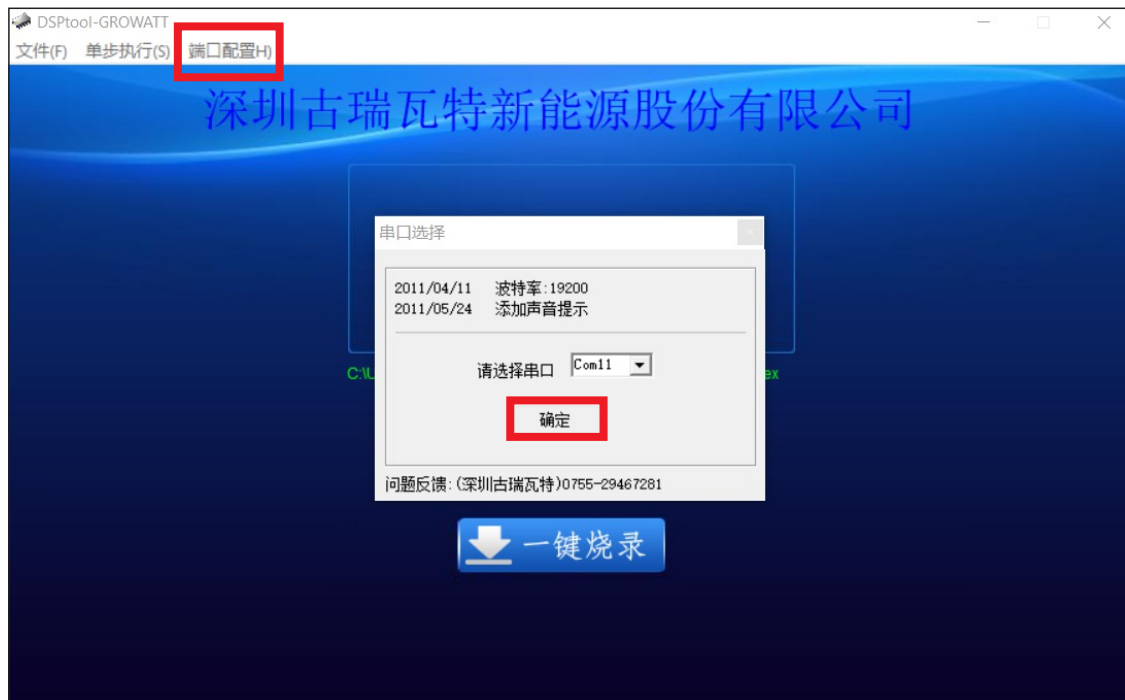 DSPtool-GROWATT
文件(F) 单步执行(S) 端口配置H)
深圳古瑞瓦特新能源股份有限公司
串口选择
2011/04/11 波特率:19200
2011/05/24 添加声音提示
请选择串口 Com11
C:\U ex
确定
问题反馈:(深圳古瑞瓦特)0755-29467281
一键烧录